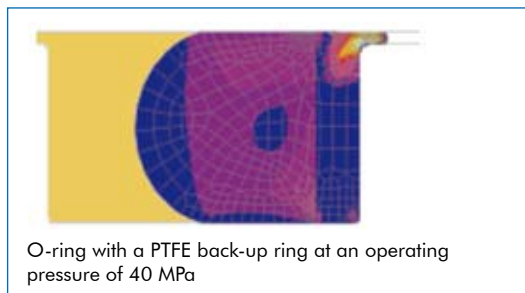 O-ring with a PTFE back-up ring at an operating
pressure of 40 MPa